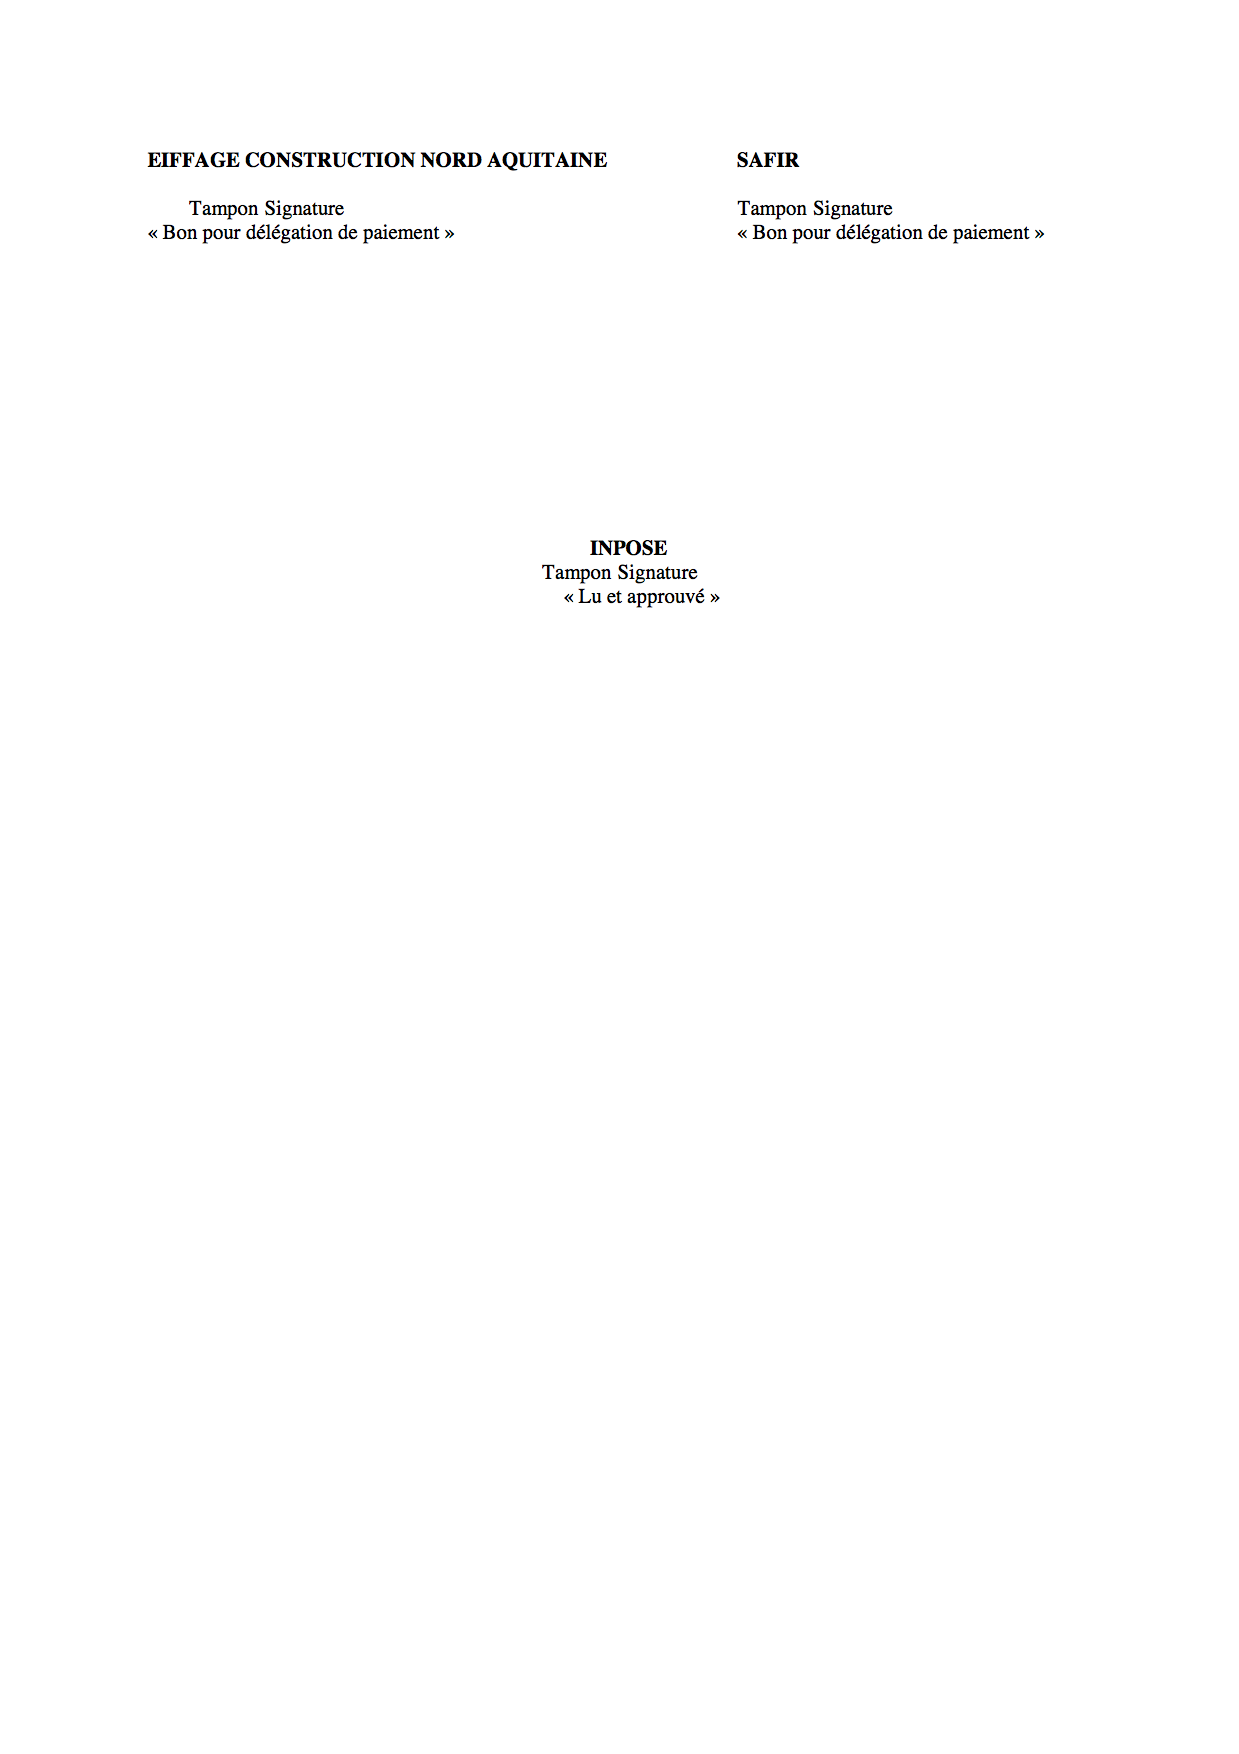 EIFFAGE CONSTRUCTION NORD AQUITAINE
Tampon Signature
« Bon pour délégation de paiement »
SAFIR
Tampon Signature
« Bon pour délégation de paiement »
INPOSE
Tampon Signature
« Lu et approuvé »